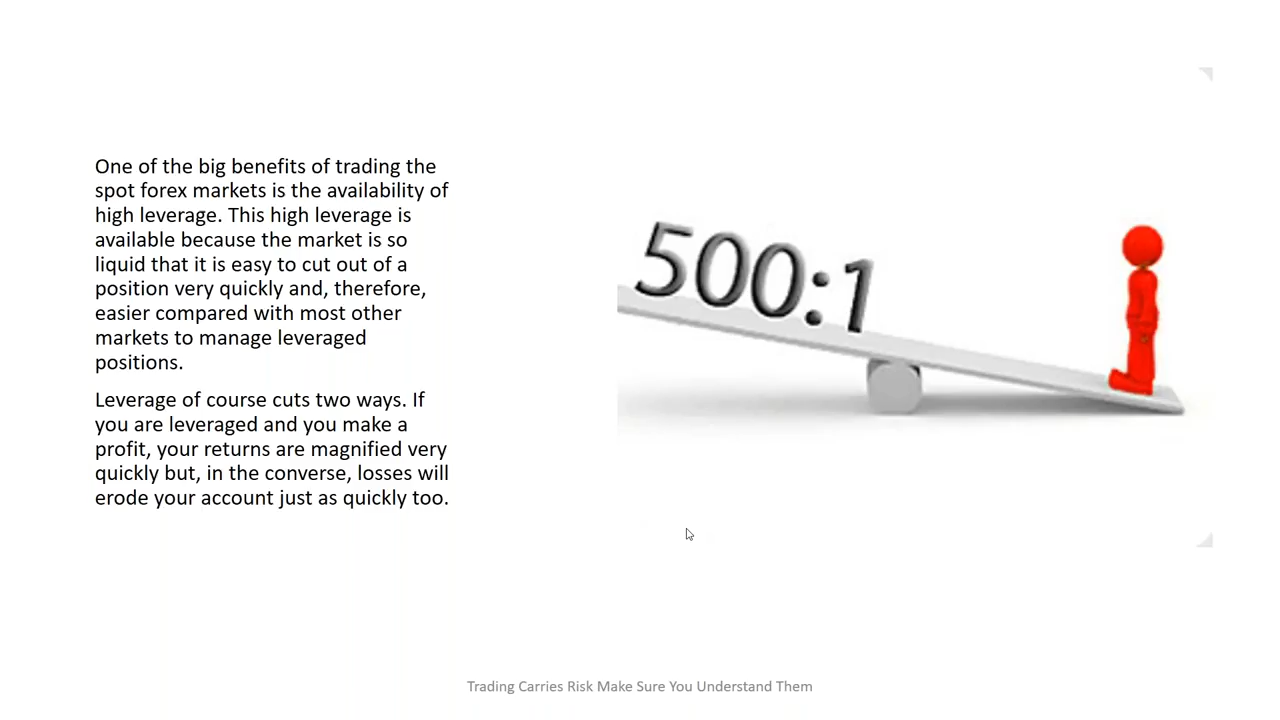 One of the big benefits of trading the
spot forex markets is the availability of
high leverage. This high leverage is
available because the market is so
liquid that it is easy to cut out of a
position very quickly and, therefore,
easier compared with most other
markets to manage leveraged
positions.
Leverage of course cuts two ways. If
you are leveraged and you make a
profit, your returns are magnified very
quickly but, in the converse, losses will
erode your account just as quickly too.
500:1
Trading Carries Risk Make Sure You Understand Them